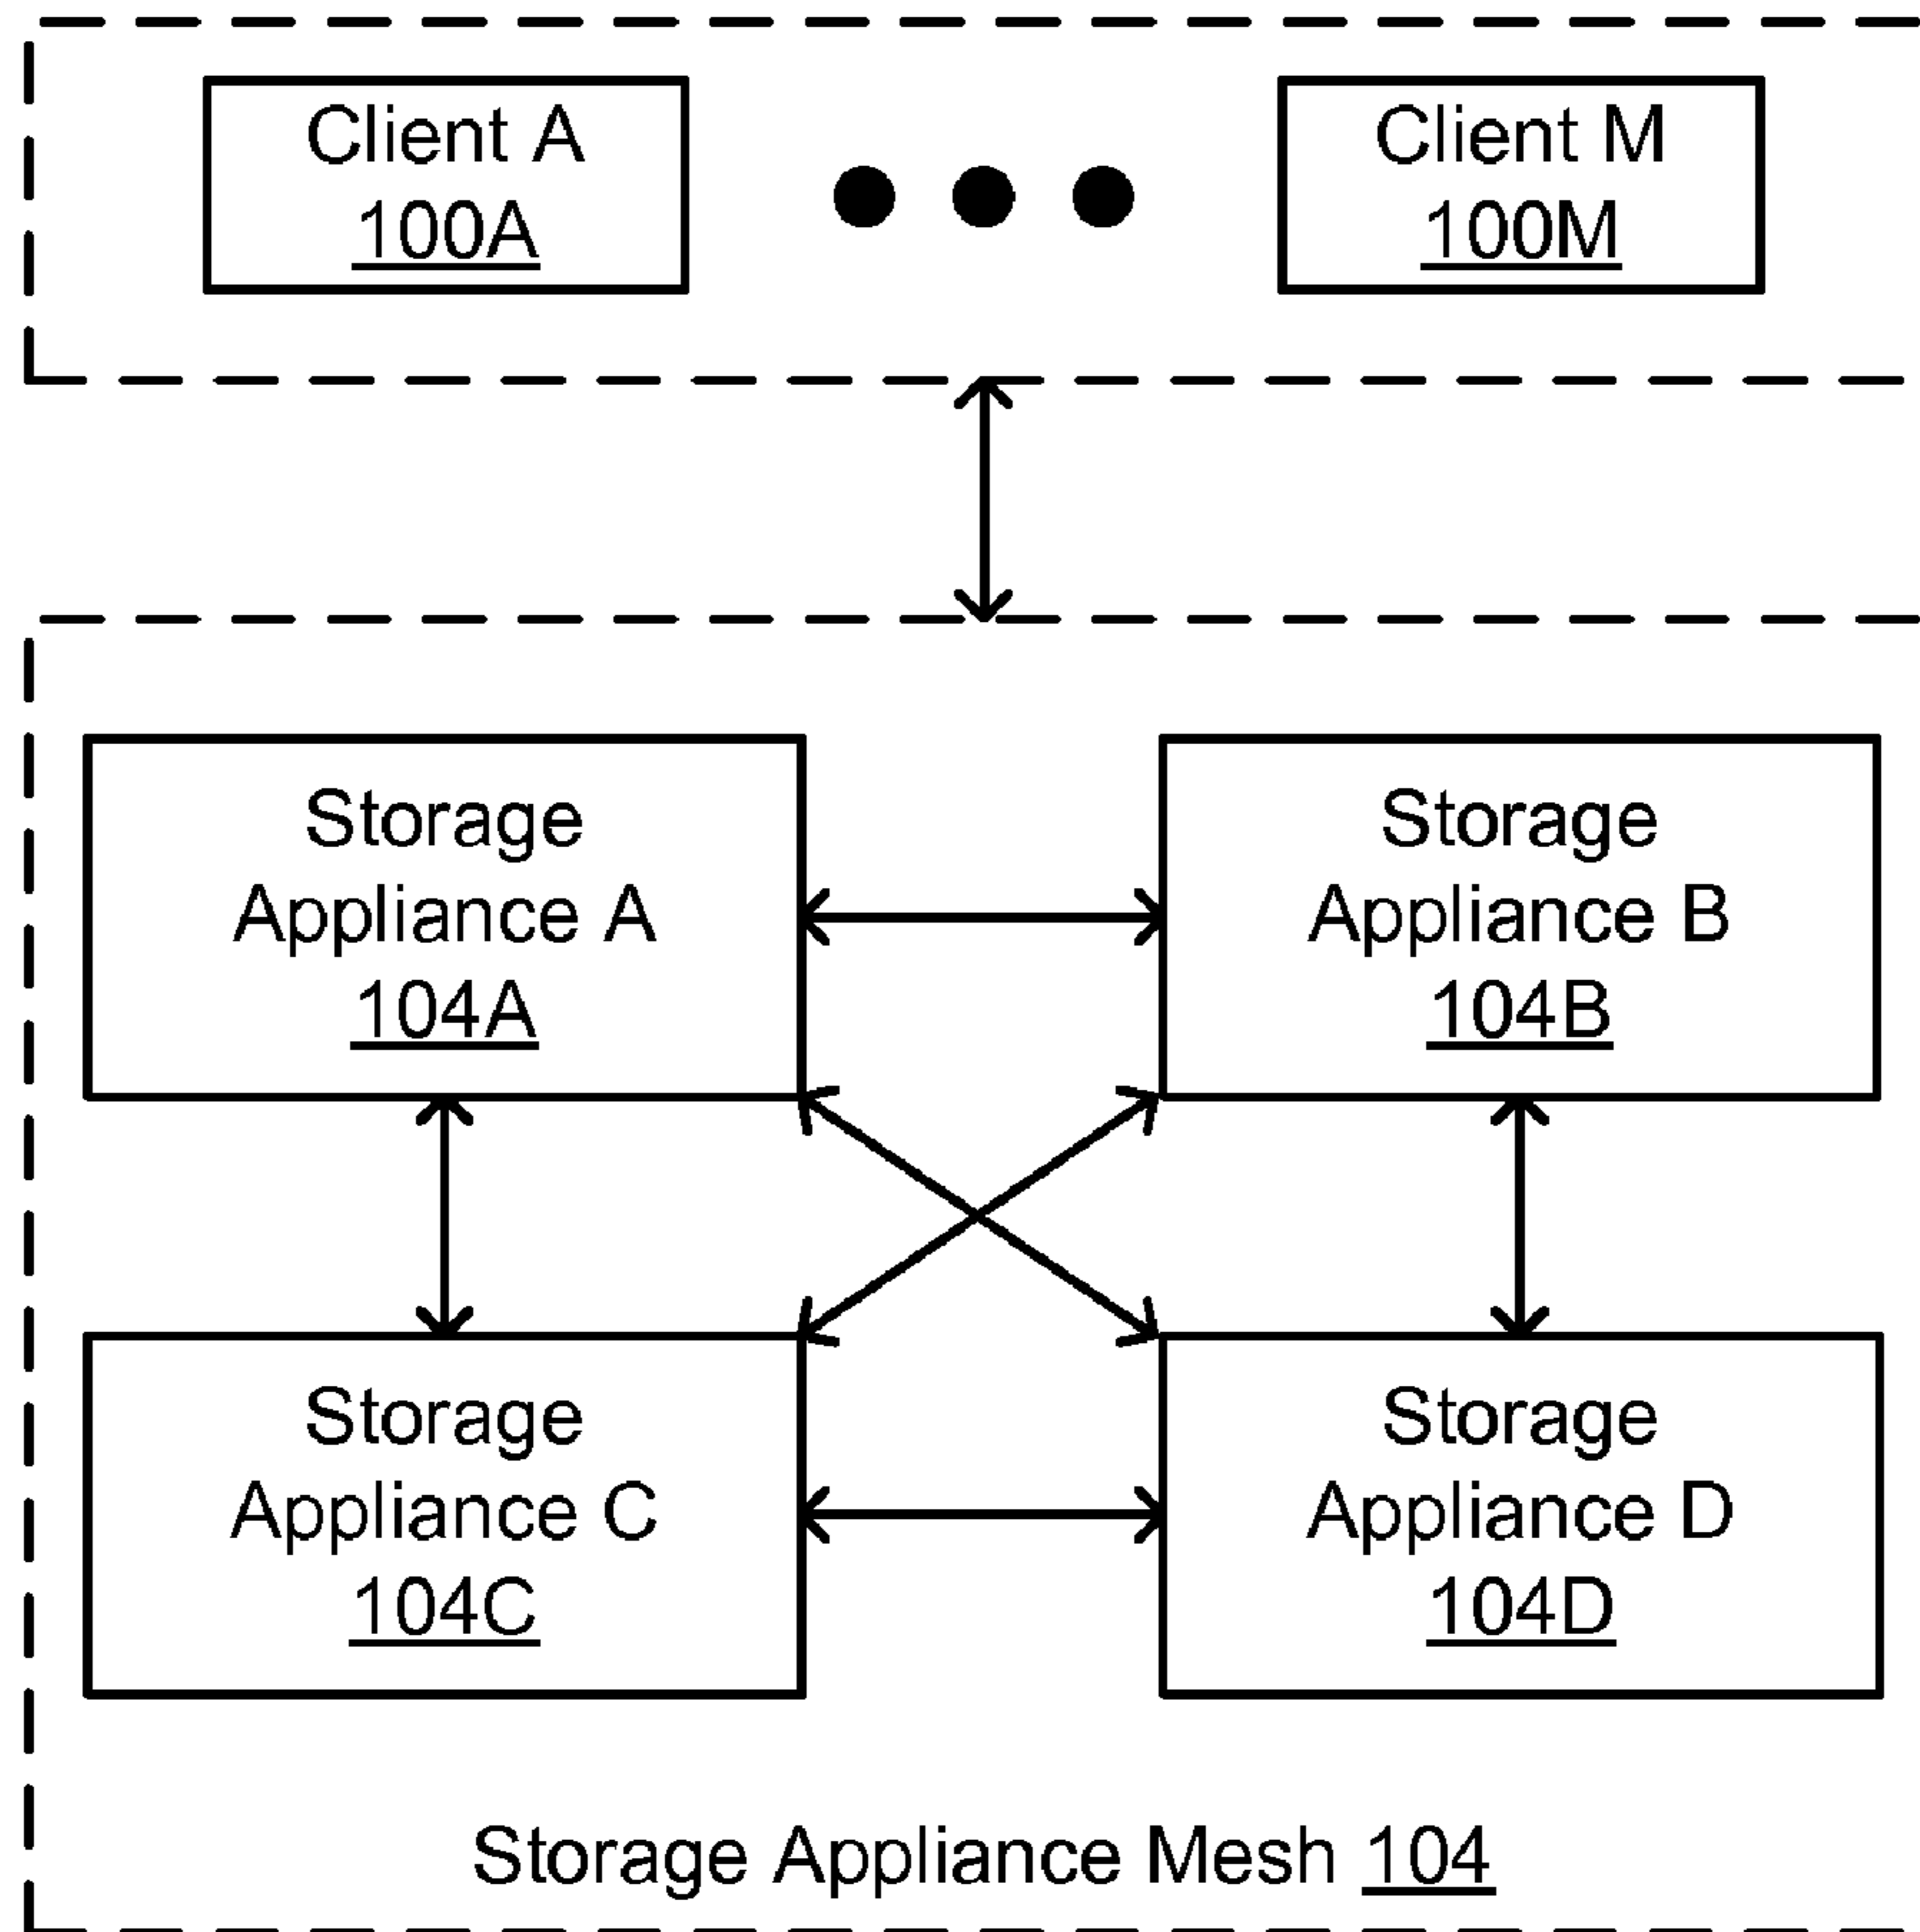 Client A
100A
Client M
100M
Storage
Appliance A
104A
Storage
Appliance B
104B
Storage
Appliance C
104C
Storage
Appliance D
104D
Storage Appliance Mesh 104